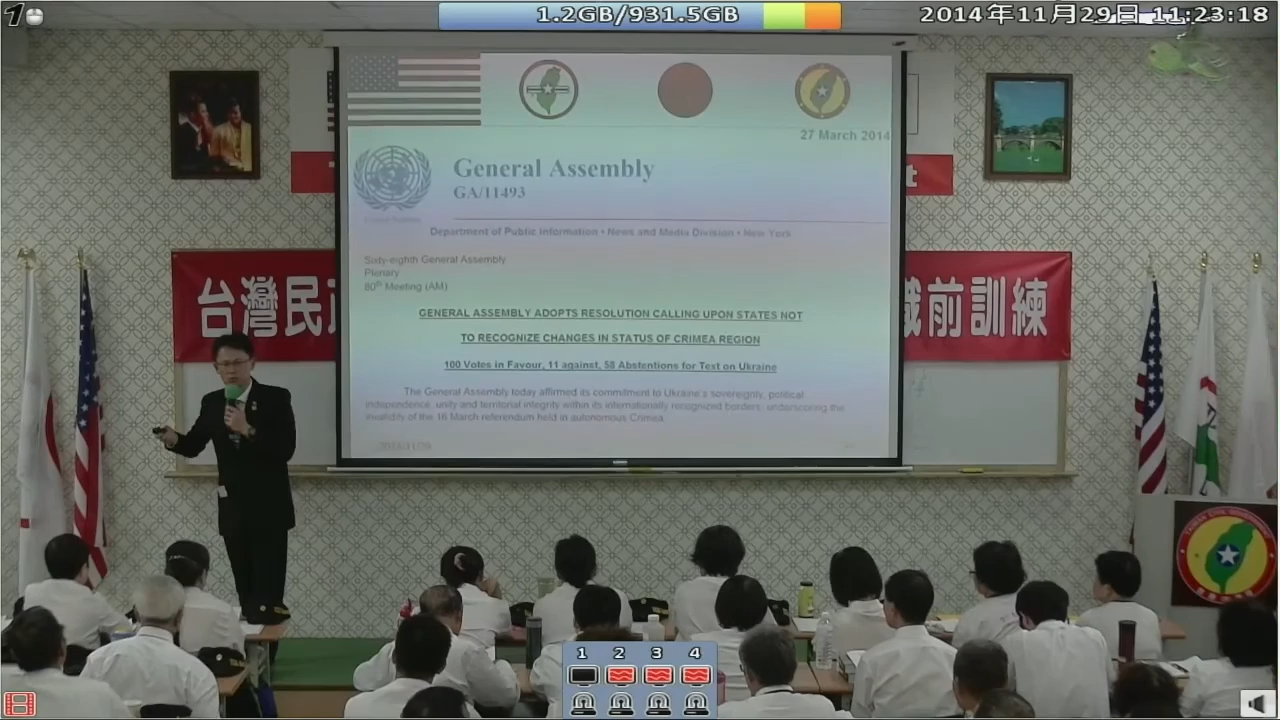 1
1.2GB/931.5GB
2014年11月29日 11:23:18
27 March 2014
General Assembly
GA/11493
Department of Public Information • News and Media Division • New York
Sixty-eighth General Assembly
Plenary
80th Meeting (AM)
GENERAL ASSEMBLY ADOPTS RESOLUTION CALLING UPON STATES NOT
TO RECOGNIZE CHANGES IN STATUS OF CRIMEA REGION
100 Votes in Favour, 11 against, 58 Abstentions for Text on Ukraine
The General Assembly today affirmed its commitment to Ukraine's sovereignty, political
independence, unity and territorial integrity within its internationally recognized borders, underscoring the
invalidity of the 16 March referendum held in autonomous Crimea.
台灣民政
職前訓練
t
1 2 3 4